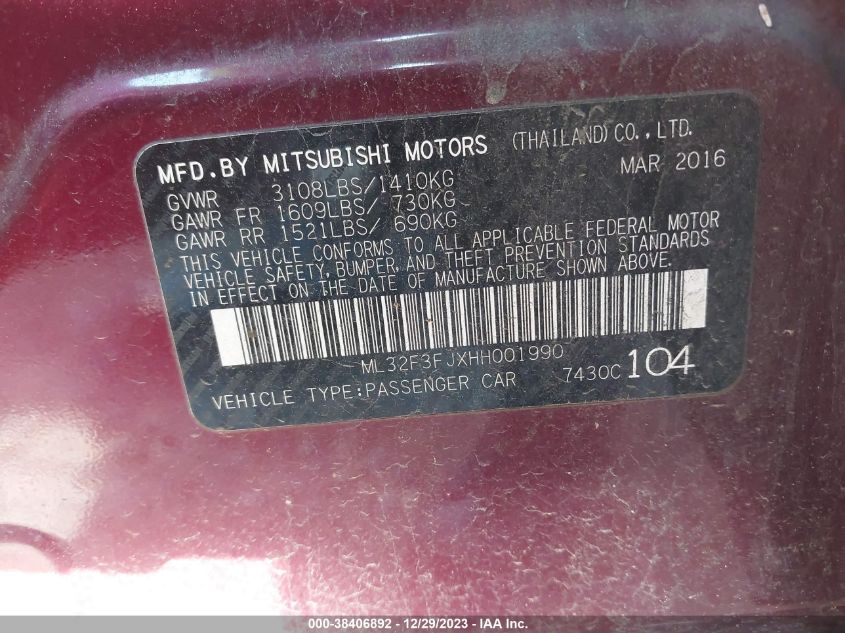 MFD.BY MITSUBISHI MOTORS (THAILAND)CO.,LTD.
MAR 2016
GVWR 3108LBS/1410KG
GAWR FR 1609LBS/ 730KG
GAWR RR 1521LBS/ 690KG
THIS VEHICLE CONFORMS TO ALL APPLICABLE FEDERAL MOTOR
VEHICLE SAFETY, BUMPER, AND THEFT PREVENTION STANDARDS
IN EFFECT ON THE DATE OF MANUFACTURE SHOWN ABOVE.
ML32F3FJXHH001990
VEHICLE TYPE:PASSENGER CAR 7430C 104
000-38406892 - 12/29/2023 - IAAI.com